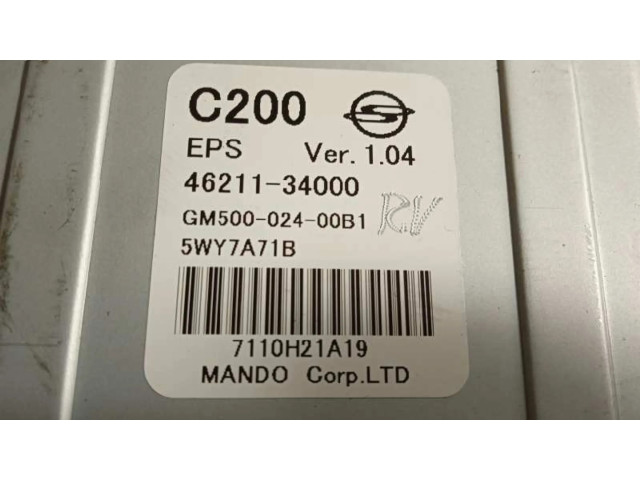 C200
EPS Ver. 1.04
46211-34000
GM500-024-00B1
R.V
5WY7A71B
7110H21A19
MANDO Corp.LTD